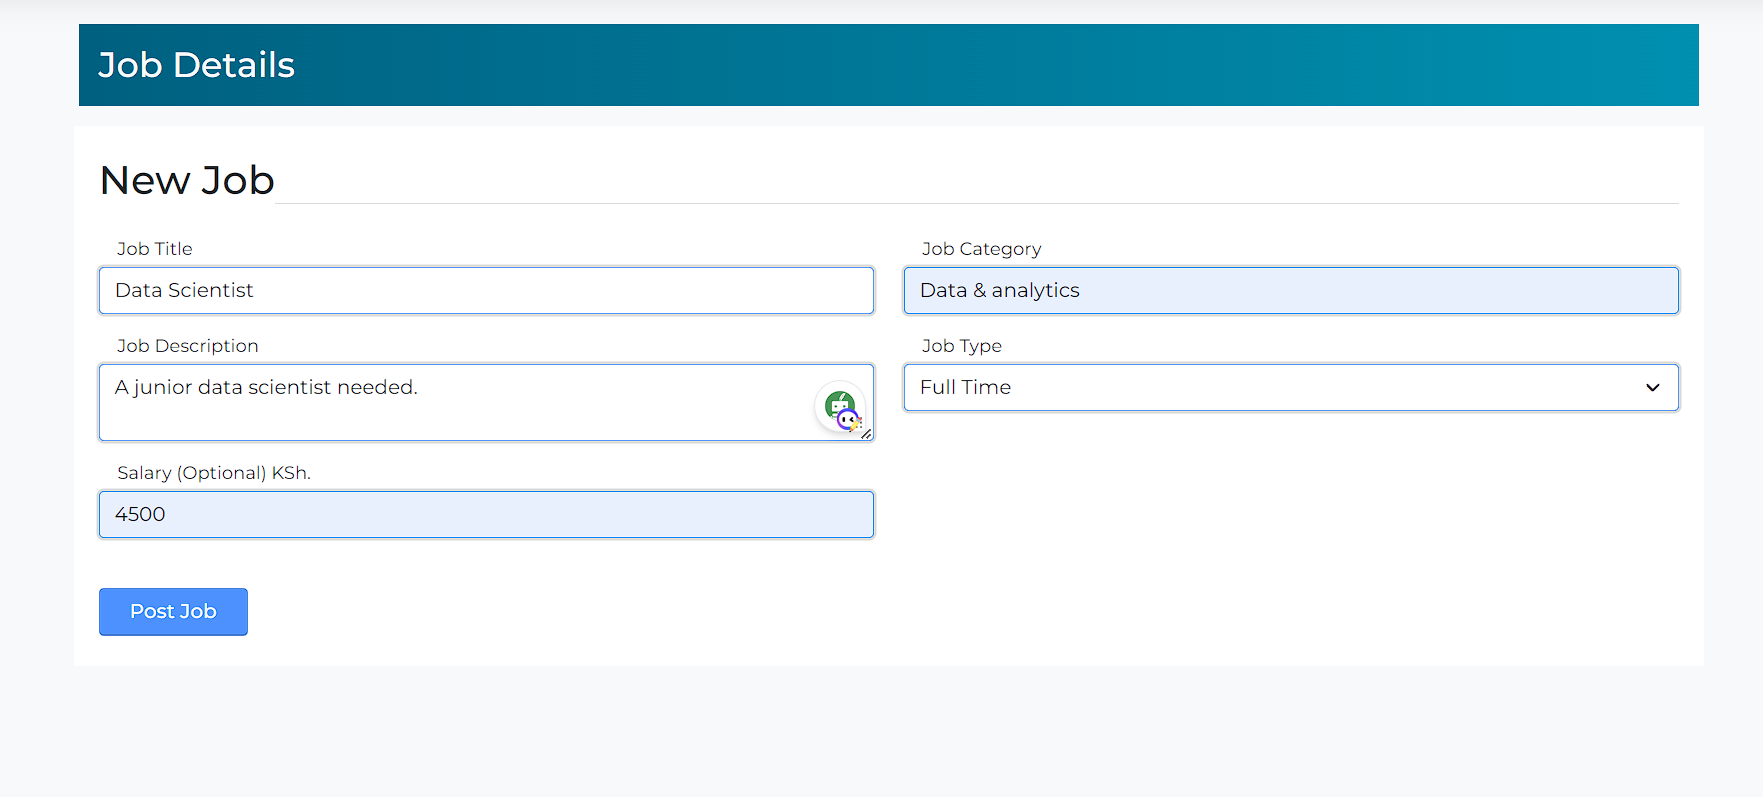 Job Details
New Job
Job Title
Data Scientist
Job Category
Data & analytics
Job Description
A junior data scientist needed.
Job Type
Full Time
Salary (Optional) KSh.
4500
Post Job